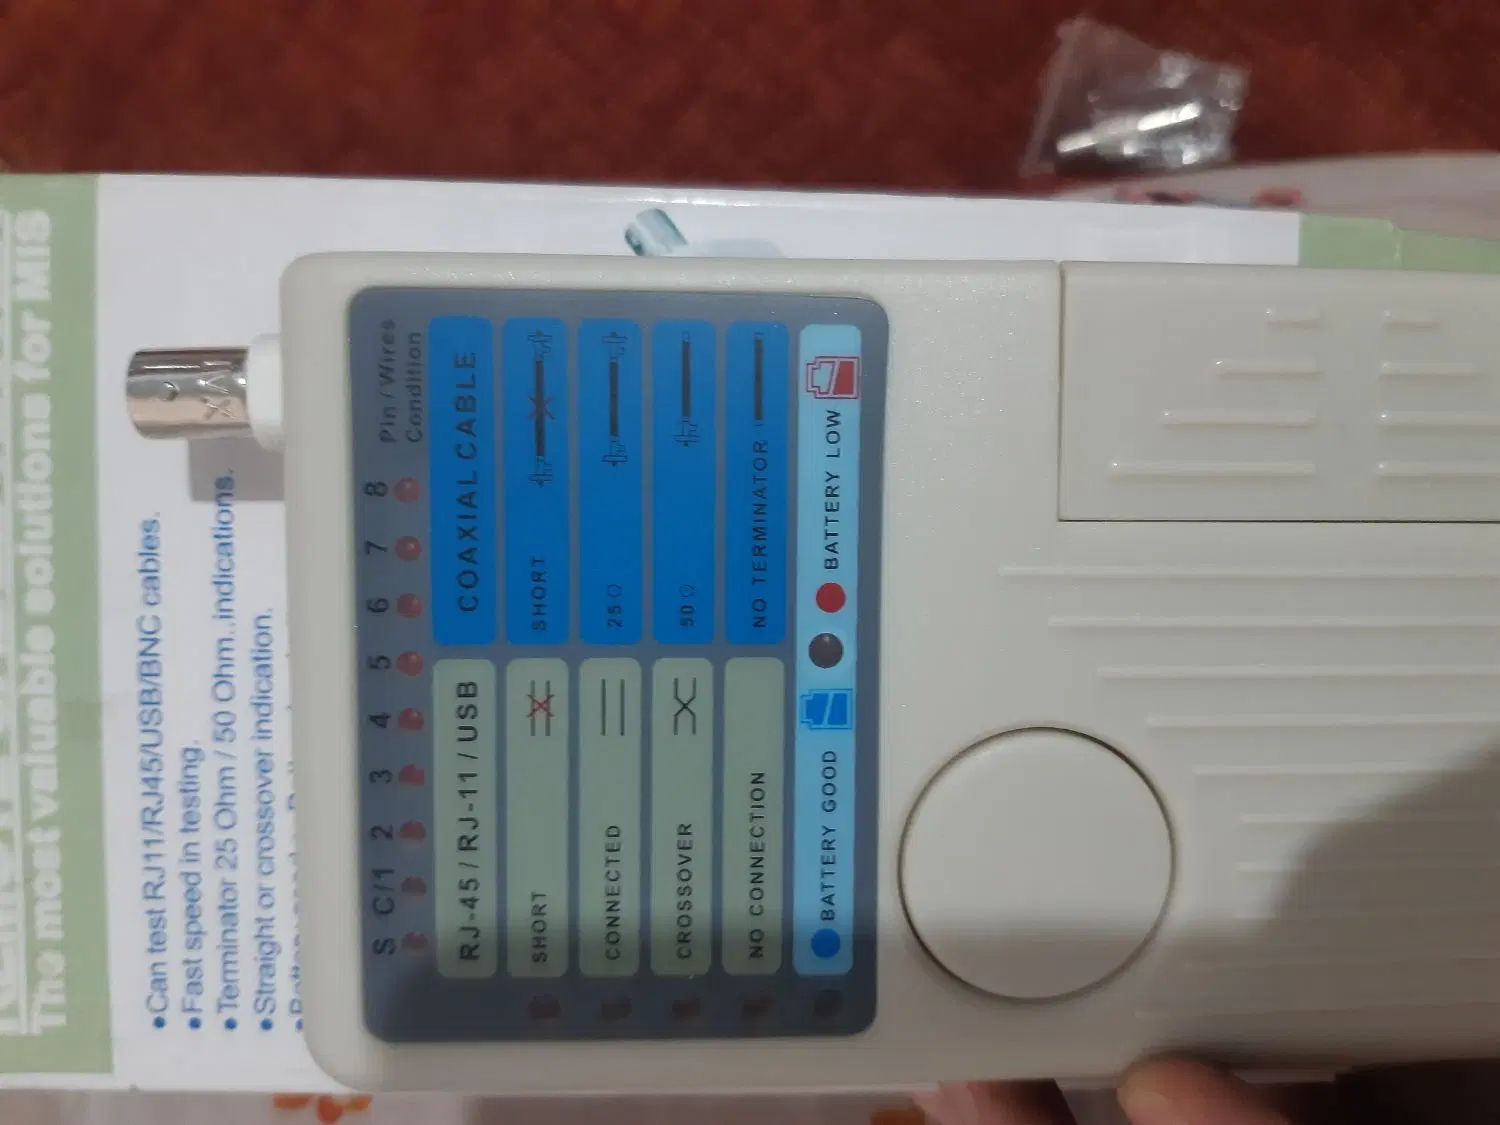 The most valuable solutions for MIS
•Can test RJ11/RJ45/USB/BNC cables.
•Fast speed in testing.
•Terminator 25 Ohm / 50 Ohm..indications.
•Straight or crossover indication.
S C/1 2 3 4 5 6 7 8 Pin / Wires
Condition
RJ-45 / RJ-11 / USB COAXIAL CABLE
SHORT SHORT
CONNECTED 25Ω
CROSSOVER 50Ω
NO CONNECTION NO TERMINATOR
BATTERY GOOD BATTERY LOW